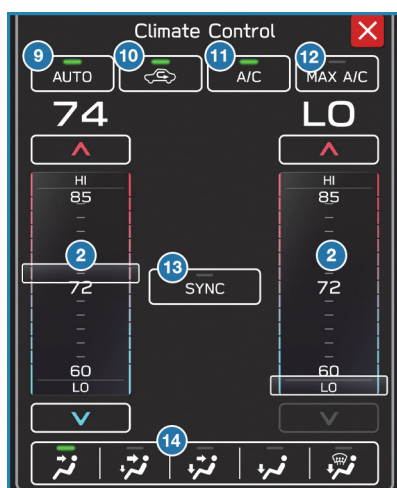 Climate Control
9 10 11 12
AUTO A/C MAX A/C
74 LO
HI HI
85 85
2 2
72 72
13
SYNC
60 60
LO LO
14